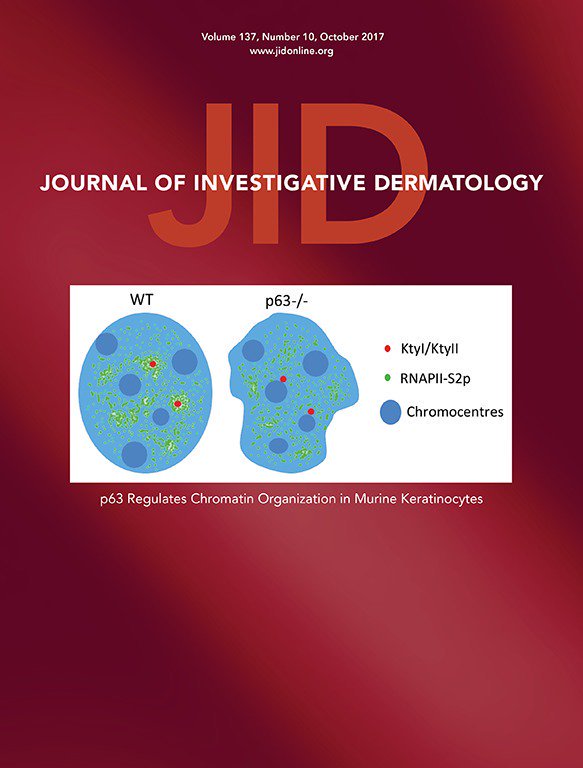 Volume 137, Number 10, October 2017
www.jidonline.org
JID
JOURNAL OF INVESTIGATIVE DERMATOLOGY
WT
p63-/-
KtyI/KtyII
RNAPII-S2p
Chromocentres
p63 Regulates Chromatin Organization in Murine Keratinocytes